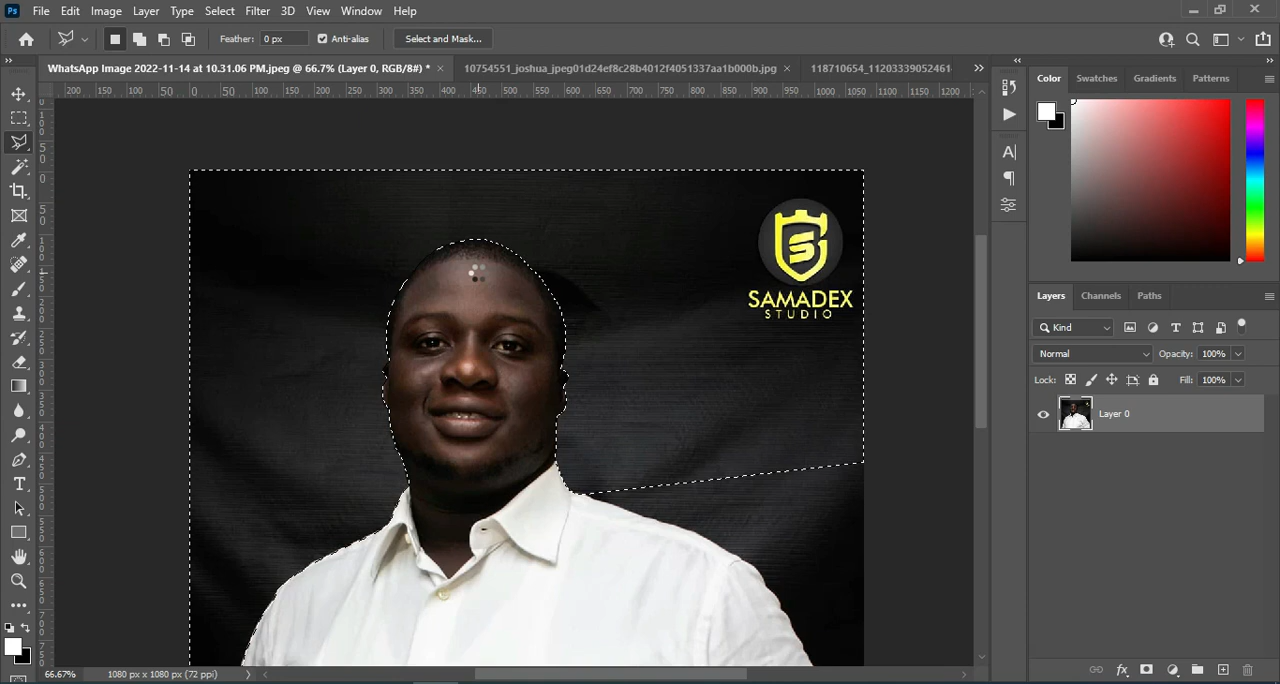 Ps File Edit Image Layer Type Select Filter 3D View Window Help
Feather: 0 px Anti-alias Select and Mask...
WhatsApp Image 2022-11-14 at 10.31.06 PM.jpeg @ 66.7% (Layer 0, RGB/8#) * × 10754551_joshua_jpeg01d24ef8c28b4012f4051337aa1b000b.jpg × 118710654_11203339052461
200 150 100 50 0 50 100 150 200 250 300 350 400 450 500 550 600 650 700 750 800 850 900 950 1000 1050 1100 1150 1200
Color Swatches Gradients Patterns
S
SAMADEX
STUDIO
Layers Channels Paths
Kind
Normal Opacity: 100%
Lock: Fill: 100%
Layer 0
66.67% 1080 px x 1080 px (72 ppi)